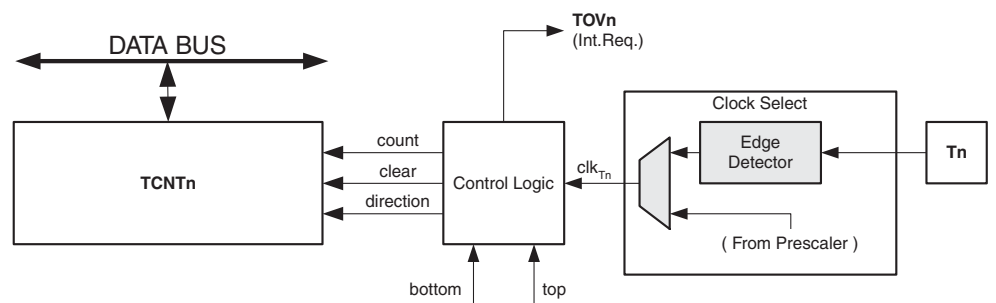 TOVn
(Int.Req.)
DATA BUS
Clock Select
count
Edge
Detector
Tn
TCNTn
clear
Control Logic
clkTn
direction
( From Prescaler )
bottom
top